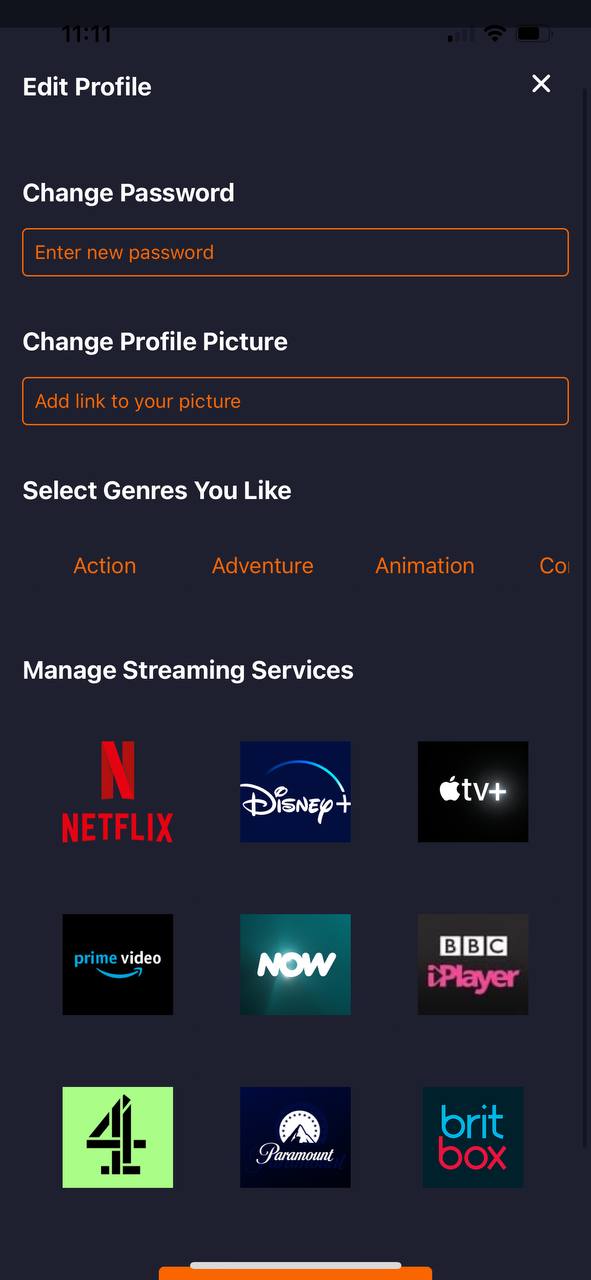 11:11
Edit Profile
Change Password
Enter new password
Change Profile Picture
Add link to your picture
Select Genres You Like
Action Adventure Animation Co
Manage Streaming Services
N
NETFLIX
Disney+
tv+
prime video
NOW
BBC
iPlayer
4
Paramount
brit
box